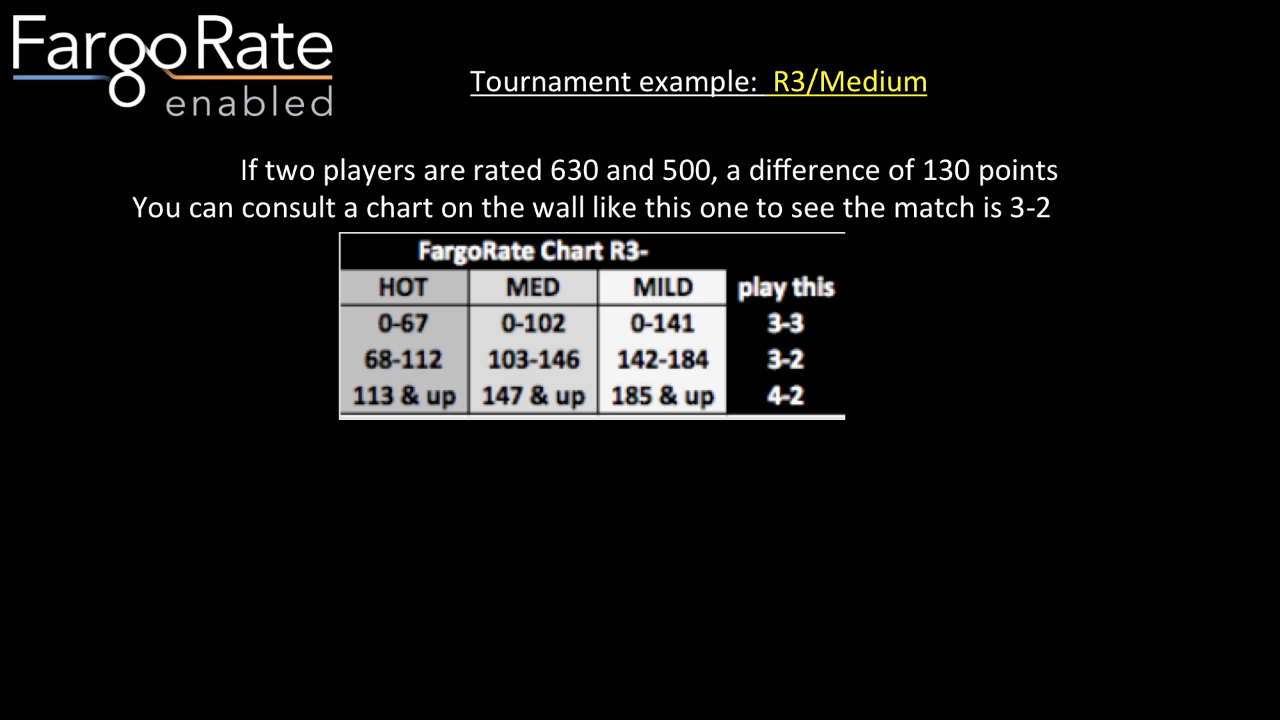 FargoRate
enabled
Tournament example: R3/Medium
If two players are rated 630 and 500, a difference of 130 points
You can consult a chart on the wall like this one to see the match is 3-2
FargoRate Chart R3-
HOT MED MILD play this
0-67 0-102 0-141 3-3
68-112 103-146 142-184 3-2
113 & up 147 & up 185 & up 4-2